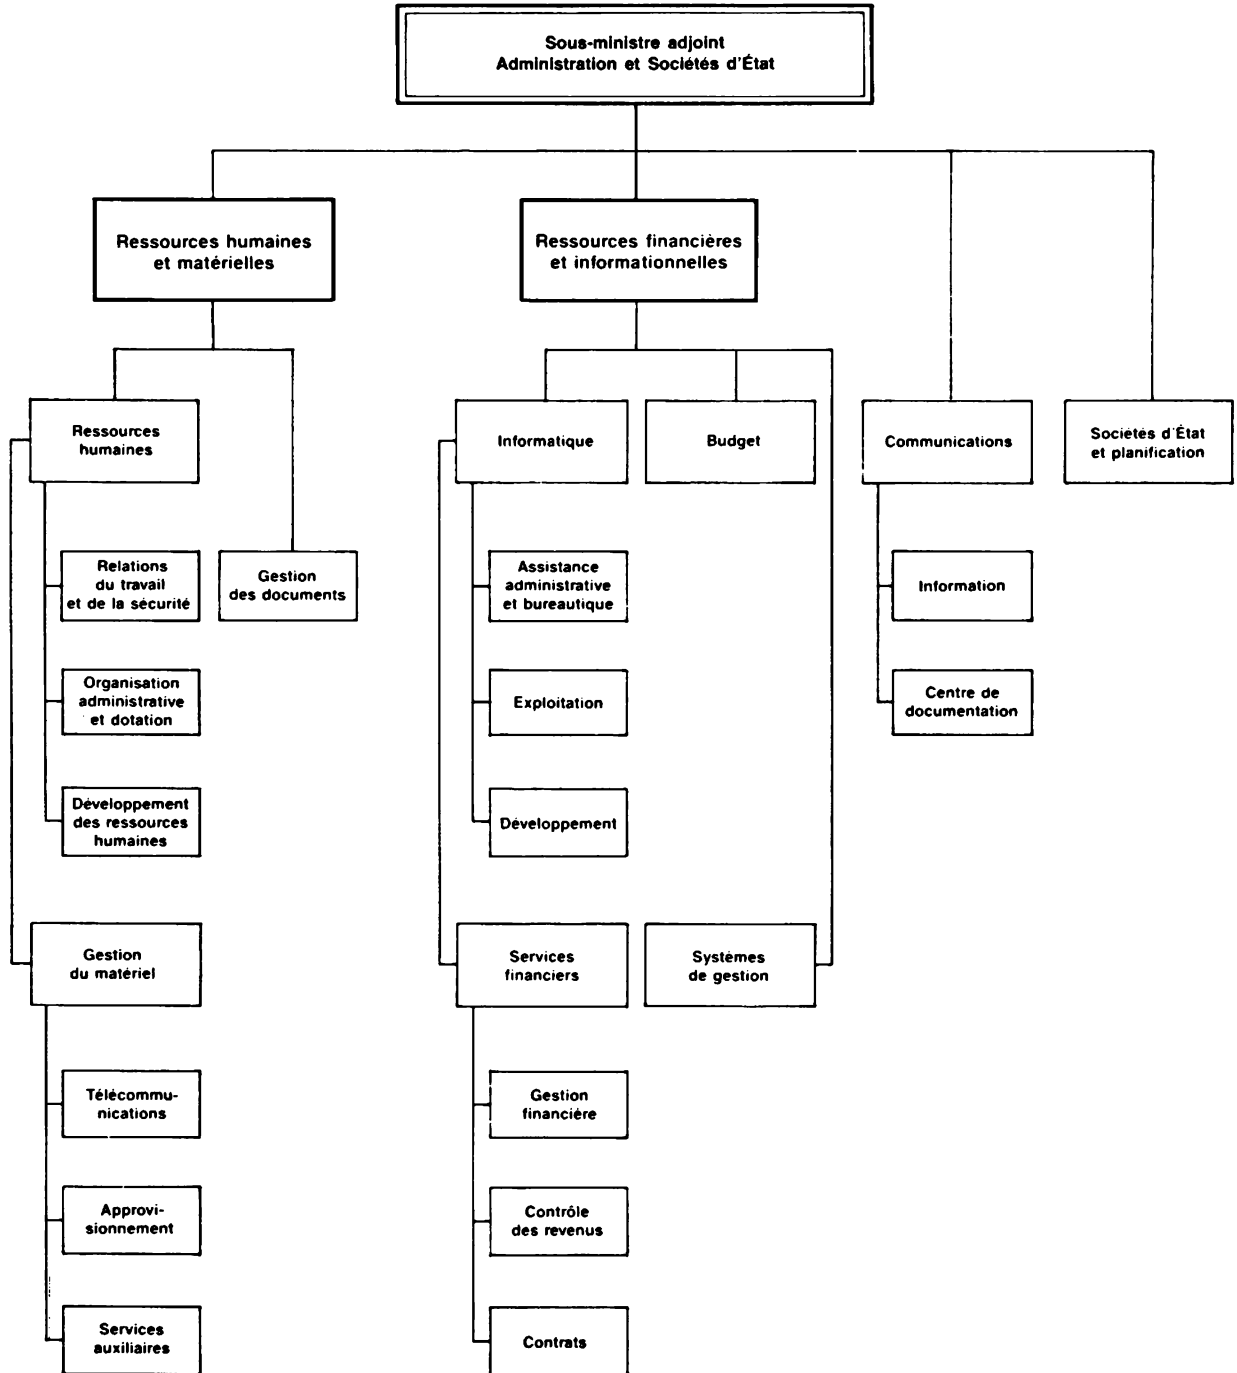 Sous-ministre adjoint
Administration et Sociétés d'État
Ressources humaines
et matérielles
Ressources financières
et informationnelles
Ressources
humaines
Informatique
Budget
Communications
Sociétés d'État
et planification
Relations
du travail
et de la sécurité
Gestion
des documents
Assistance
administrative
et bureautique
Information
Organisation
administrative
et dotation
Exploitation
Centre de
documentation
Développement
des ressources
humaines
Développement
Gestion
du matériel
Services
financiers
Systèmes
de gestion
Télécommu-
nications
Gestion
financière
Approvi-
sionnement
Contrôle
des revenus
Services
auxiliaires
Contrats